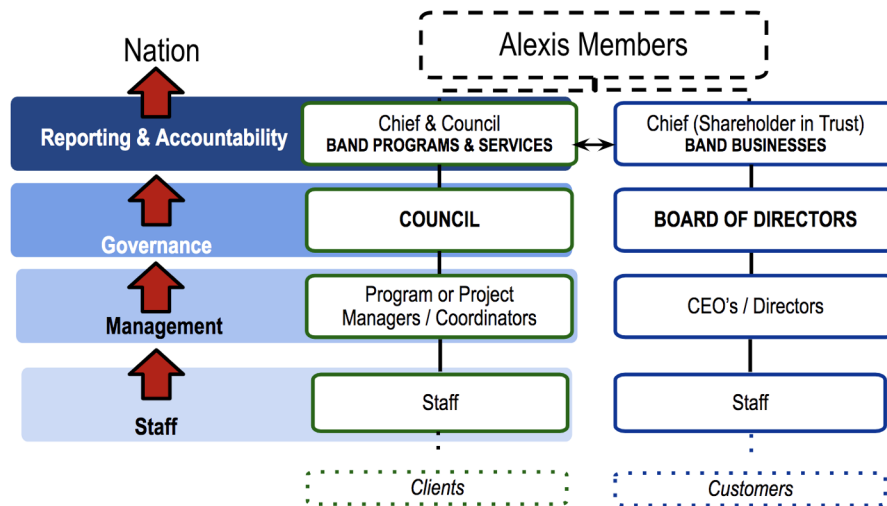 Nation
Alexis Members
Reporting & Accountability
Chief & Council
BAND PROGRAMS & SERVICES
Chief (Shareholder in Trust)
BAND BUSINESSES
Governance
COUNCIL
BOARD OF DIRECTORS
Management
Program or Project
Managers / Coordinators
CEO's / Directors
Staff
Staff
Staff
Clients
Customers